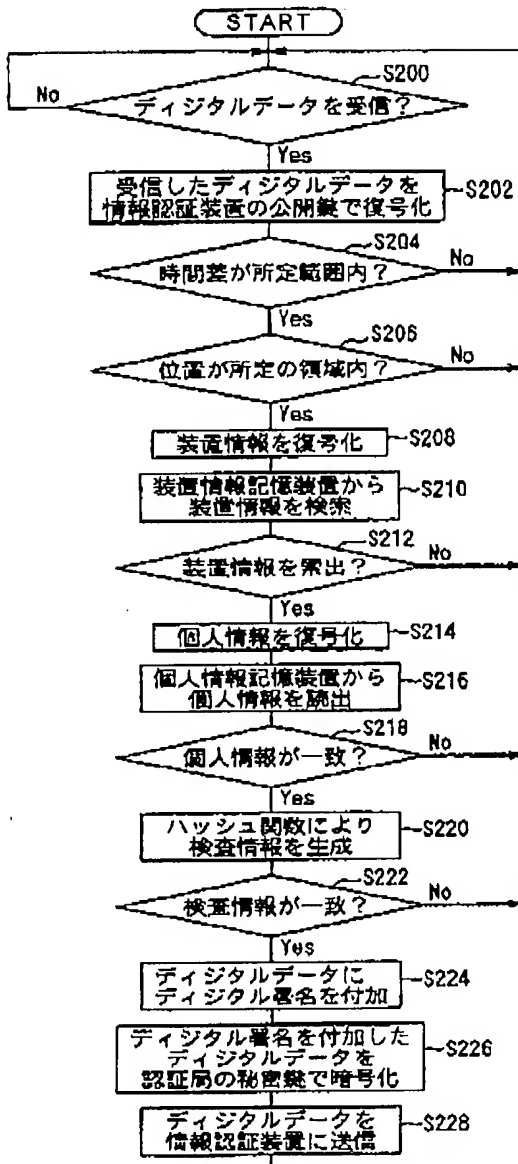 START
S200
No
ディジタルデータを受信?
Yes
受信したディジタルデータを
情報認証装置の公開鍵で復号化
S202
S204
時間差が所定範囲内?
No
Yes
S206
位置が所定の領域内?
No
Yes
装置情報を復号化
S208
装置情報記憶装置から
装置情報を検索
S210
S212
装置情報を索出?
No
Yes
個人情報を復号化
S214
個人情報記憶装置から
個人情報を読出
S216
S218
個人情報が一致?
No
Yes
ハッシュ関数により
検査情報を生成
S220
S222
検査情報が一致?
No
Yes
ディジタルデータに
ディジタル署名を付加
S224
ディジタル署名を付加した
ディジタルデータを
認証局の秘密鍵で暗号化
S226
ディジタルデータを
情報認証装置に送信
S228